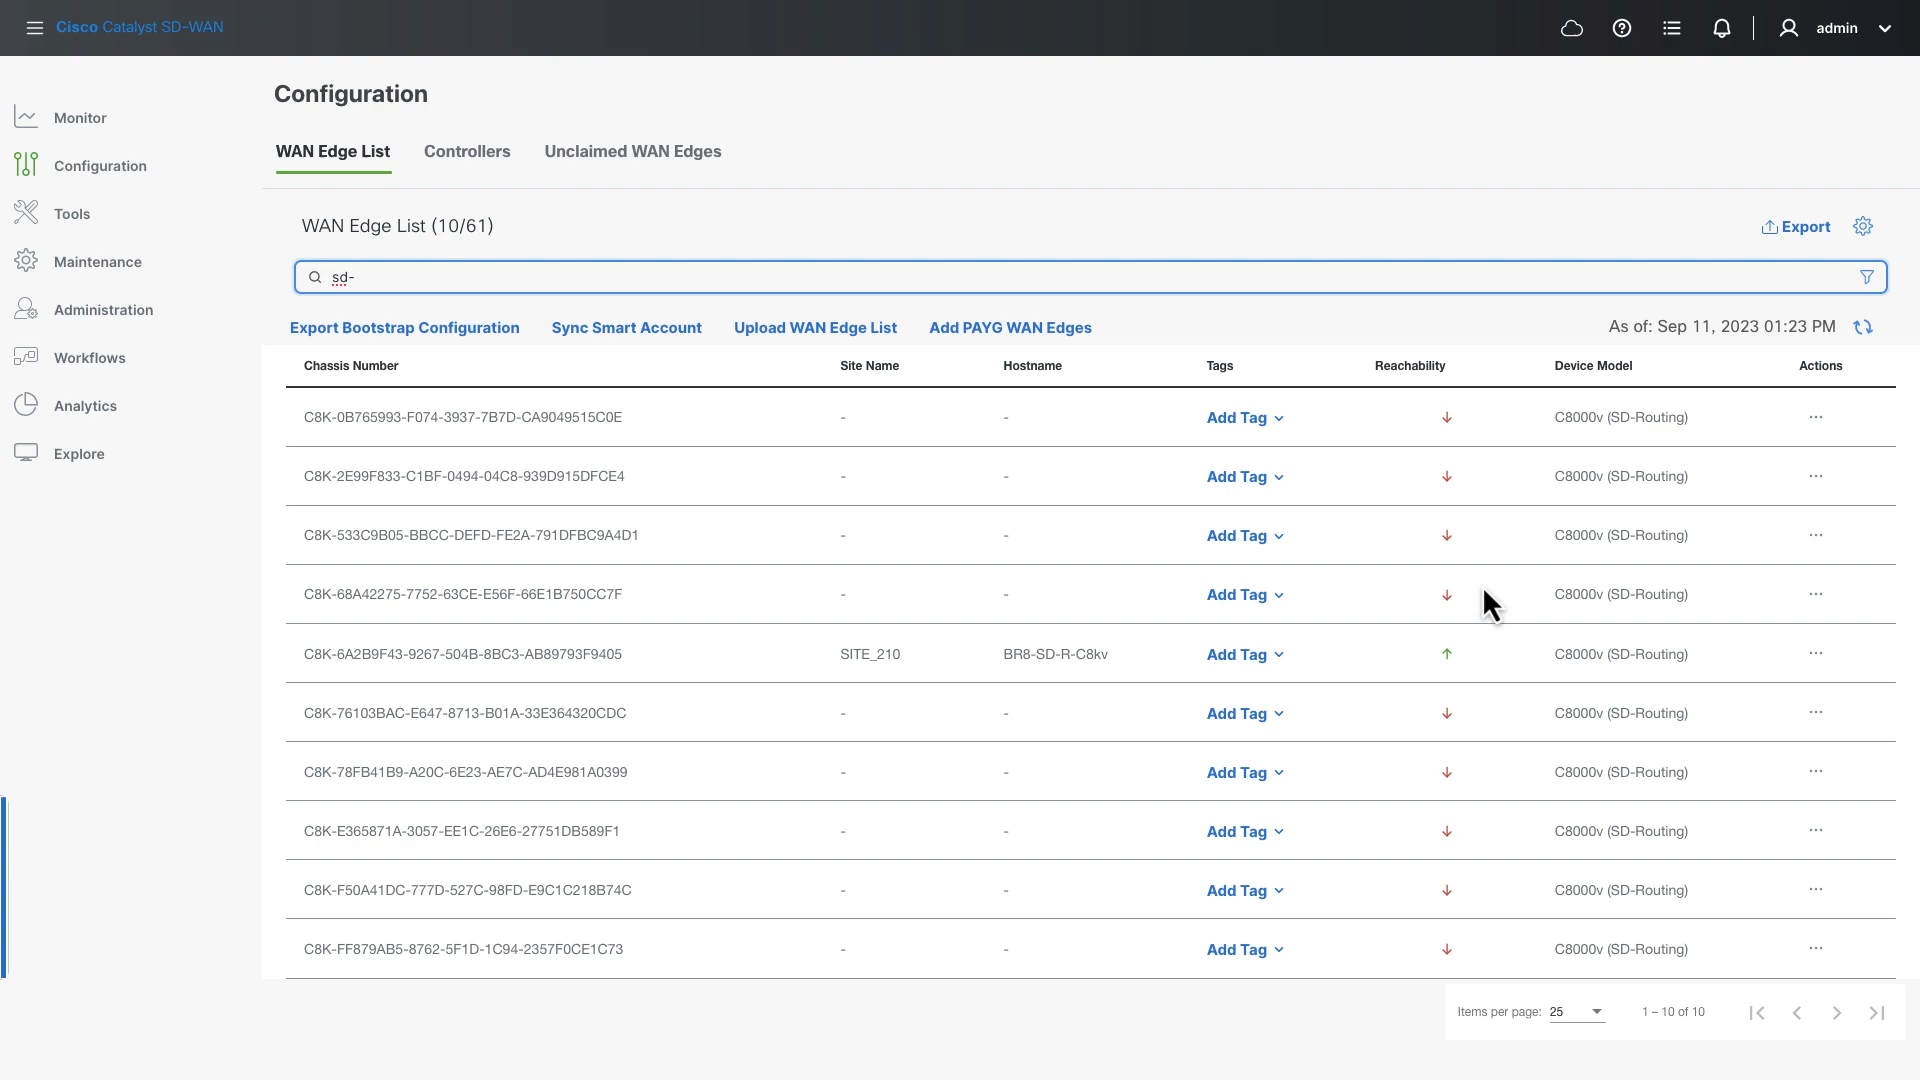 Cisco Catalyst SD-WAN
admin
Monitor
Configuration
Tools
Maintenance
Administration
Workflows
Analytics
Explore
Configuration
WAN Edge List Controllers Unclaimed WAN Edges
WAN Edge List (10/61)
Export
sd-
Export Bootstrap Configuration Sync Smart Account Upload WAN Edge List Add PAYG WAN Edges As of: Sep 11, 2023 01:23 PM
Chassis Number Site Name Hostname Tags Reachability Device Model Actions
C8K-0B765993-F074-3937-7B7D-CA9049515C0E - - Add Tag C8000v (SD-Routing) ...
C8K-2E99F833-C1BF-0494-04C8-939D915DFCE4 - - Add Tag C8000v (SD-Routing) ...
C8K-533C9B05-BBCC-DEFD-FE2A-791DFBC9A4D1 - - Add Tag C8000v (SD-Routing) ...
C8K-68A42275-7752-63CE-E56F-66E1B750CC7F - - Add Tag C8000v (SD-Routing) ...
C8K-6A2B9F43-9267-504B-8BC3-AB89793F9405 SITE_210 BR8-SD-R-C8kv Add Tag C8000v (SD-Routing) ...
C8K-76103BAC-E647-8713-B01A-33E364320CDC - - Add Tag C8000v (SD-Routing) ...
C8K-78FB41B9-A20C-6E23-AE7C-AD4E981A0399 - - Add Tag C8000v (SD-Routing) ...
C8K-E365871A-3057-EE1C-26E6-27751DB589F1 - - Add Tag C8000v (SD-Routing) ...
C8K-F50A41DC-777D-527C-98FD-E9C1C218B74C - - Add Tag C8000v (SD-Routing) ...
C8K-FF879AB5-8762-5F1D-1C94-2357F0CE1C73 - - Add Tag C8000v (SD-Routing) ...
Items per page: 25 1 – 10 of 10